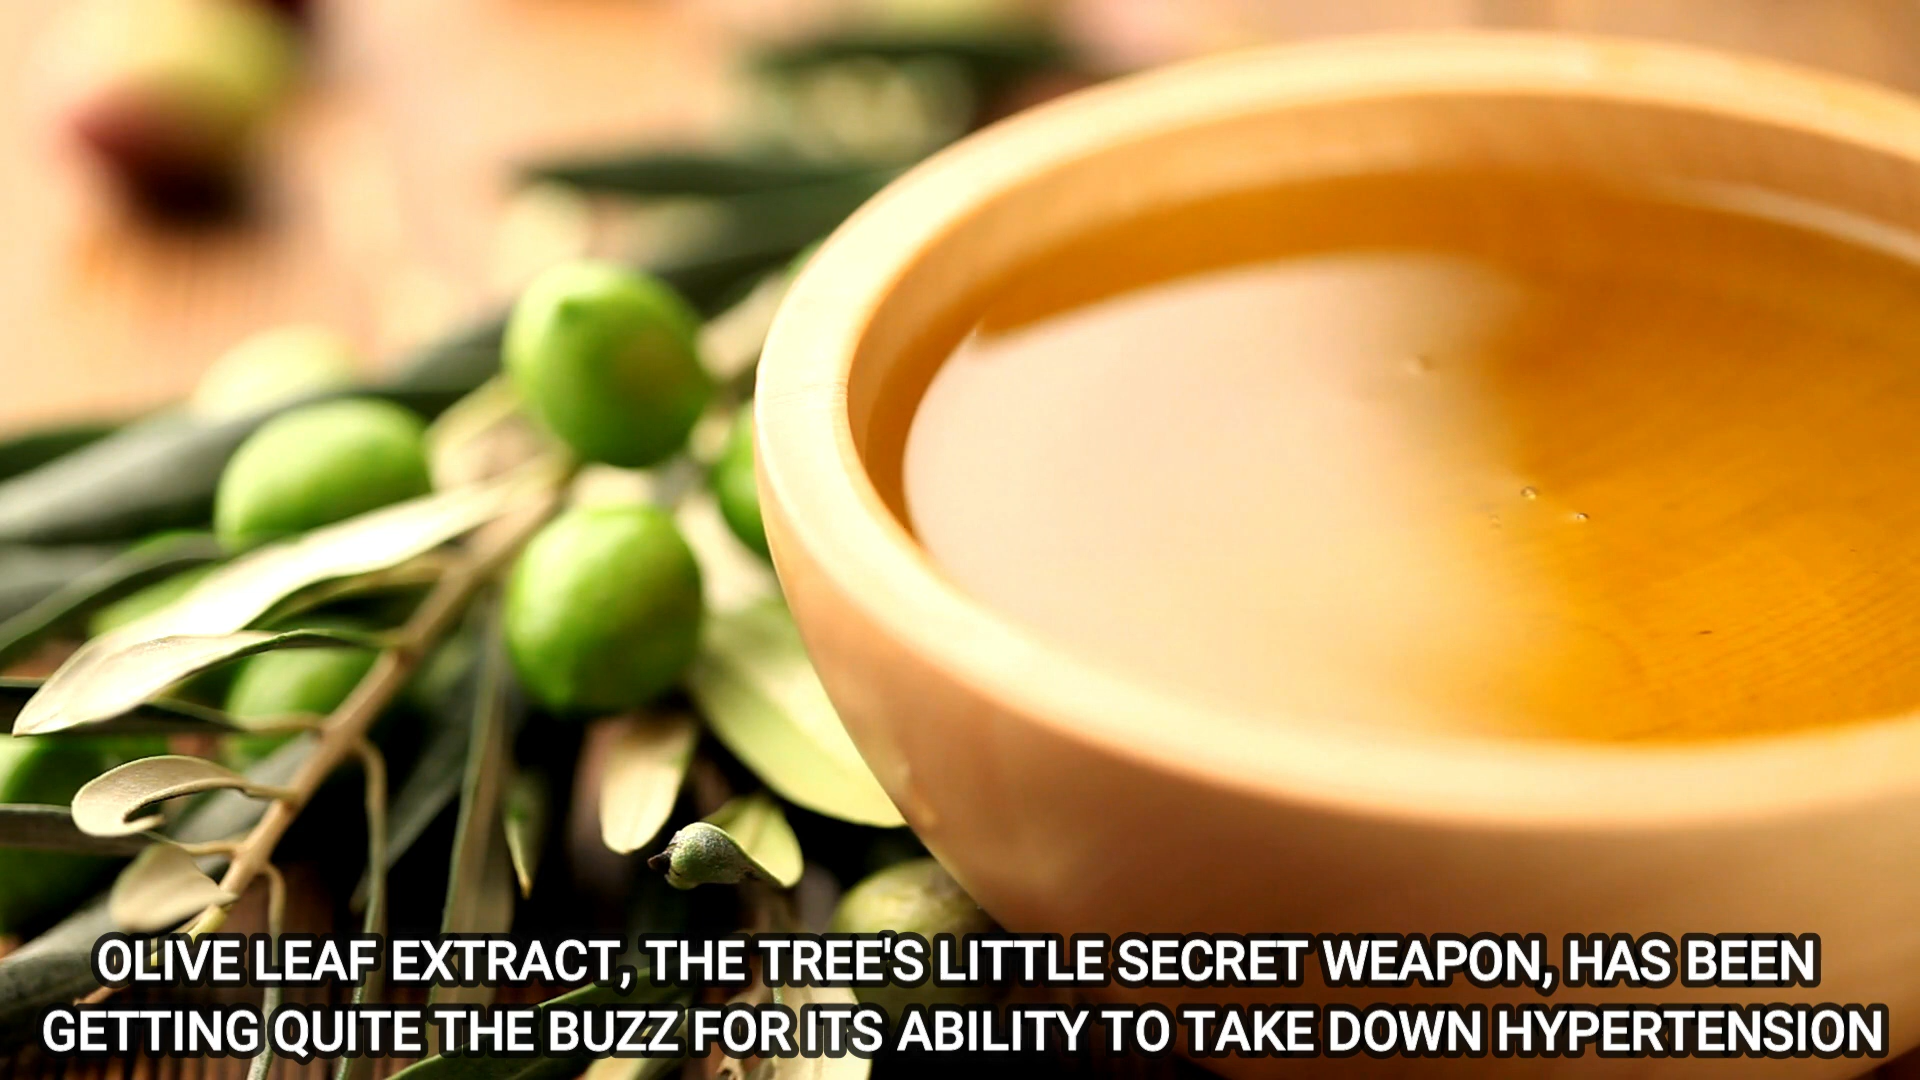 OLIVE LEAF EXTRACT, THE TREE'S LITTLE SECRET WEAPON, HAS BEEN
GETTING QUITE THE BUZZ FOR ITS ABILITY TO TAKE DOWN HYPERTENSION